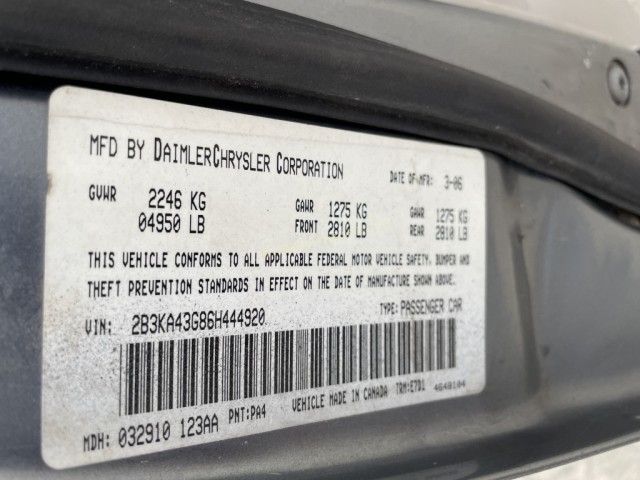 MFD BY DAIMLERCHRYSLER CORPORATION DATE OF MFR: 3-06
GVWR 2246 KG GAWR 1275 KG GAWR 1275 KG
04950 LB FRONT 2810 LB REAR 2810 LB
THIS VEHICLE CONFORMS TO ALL APPLICABLE FEDERAL MOTOR VEHICLE SAFETY, BUMPER AND
THEFT PREVENTION STANDARDS IN EFFECT ON THE DATE OF MANUFACTURE SHOWN ABOVE.
VIN: 2B3KA43G86H444920 TYPE: PASSENGER CAR
MDH: 032910 123AA PNT:PA4 VEHICLE MADE IN CANADA TRM:E7D1 4648104